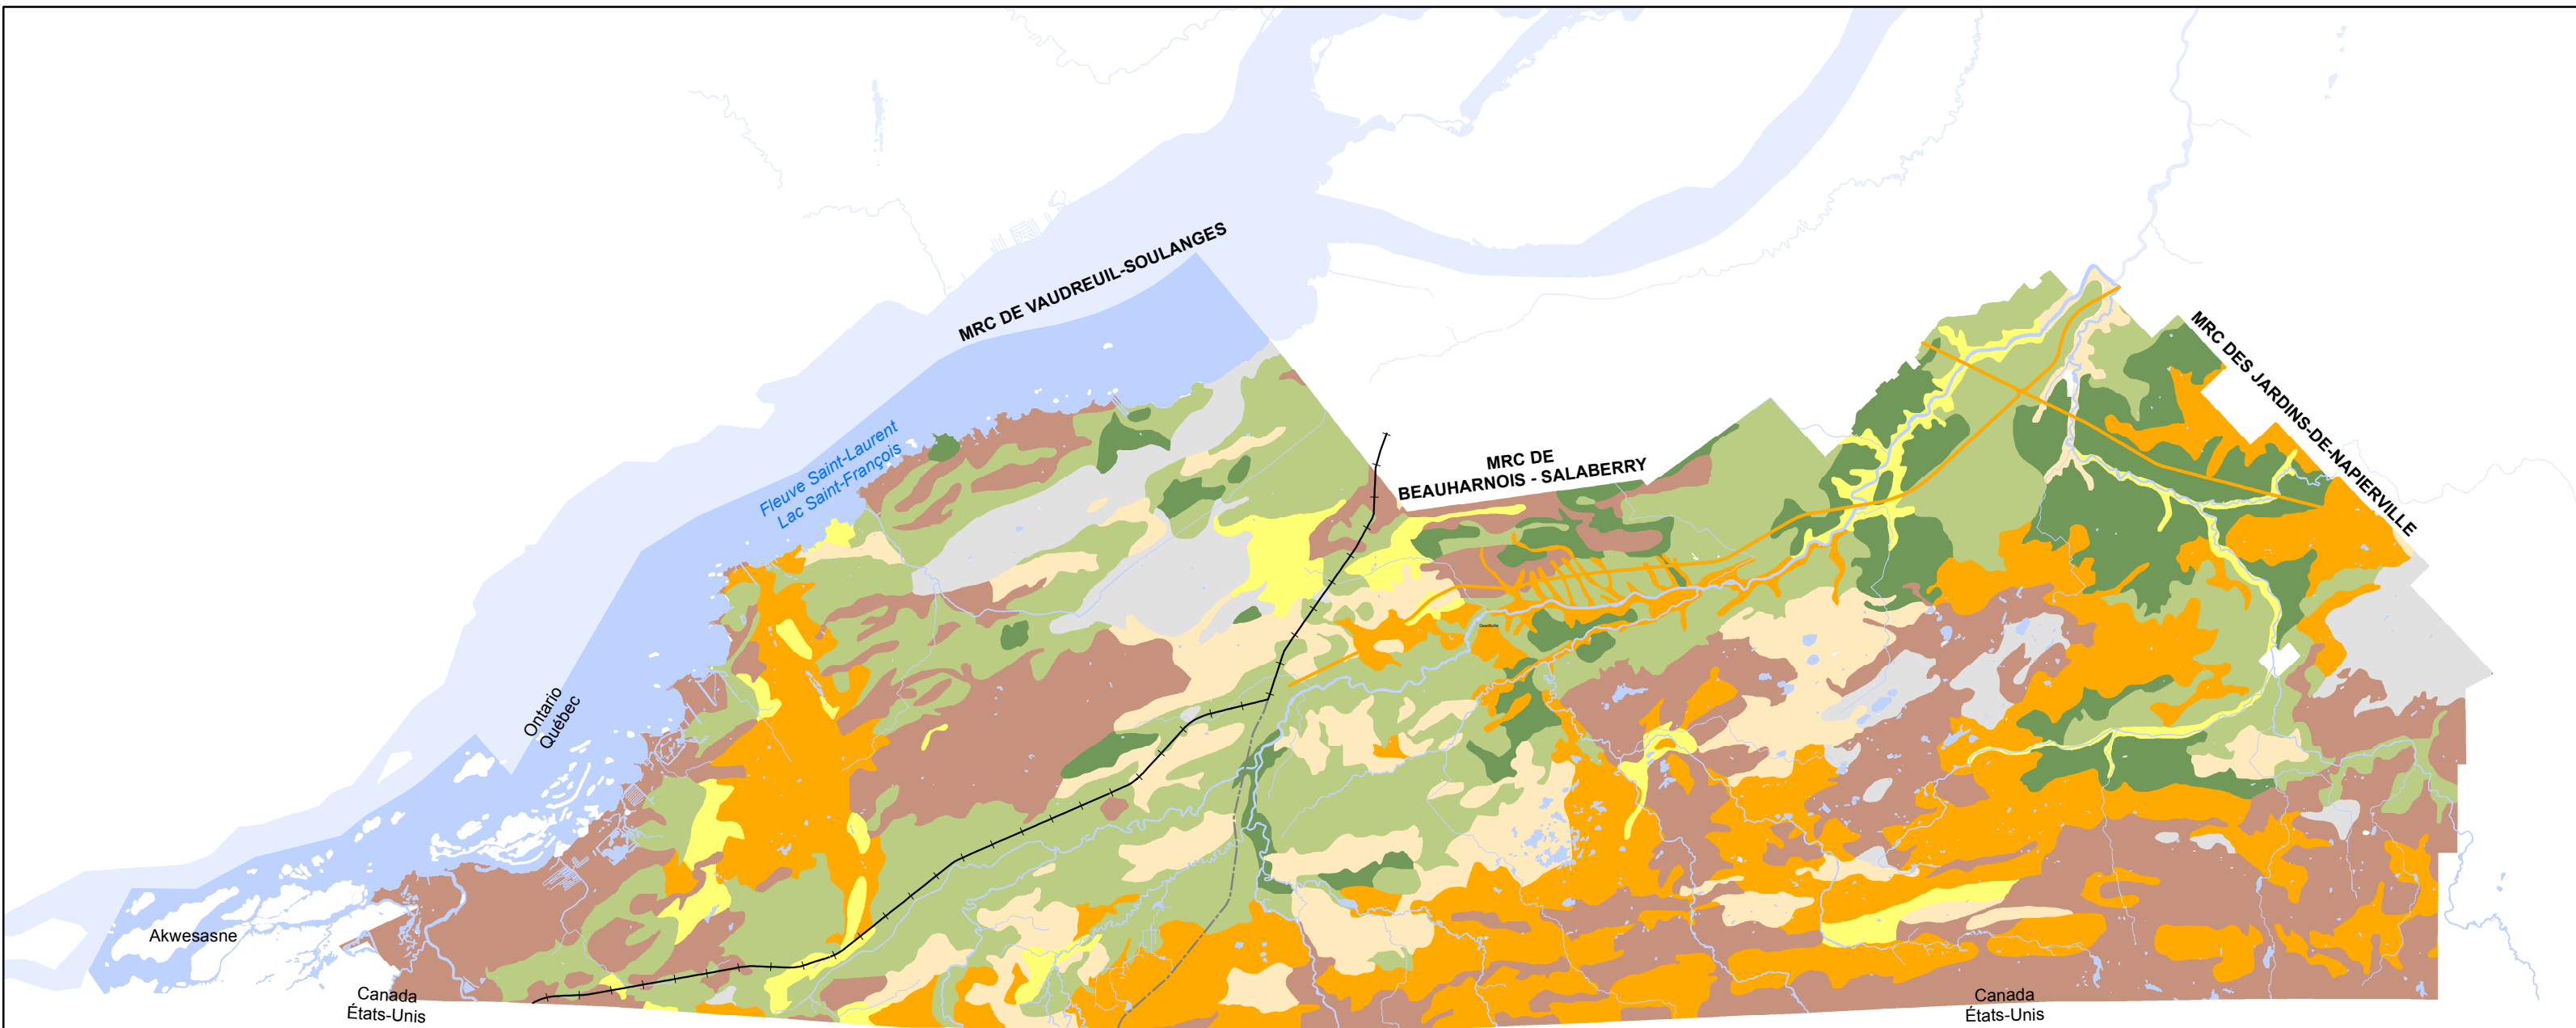 MRC DE VAUDREUIL-SOULANGES
MRC DES JARDINS-DE-NAPIERVILLE
Fleuve Saint-Laurent
Lac Saint-François
MRC DE
BEAUHARNOIS - SALABERRY
Ontario
Québec
Akwesasne
Canada
États-Unis
Canada
États-Unis